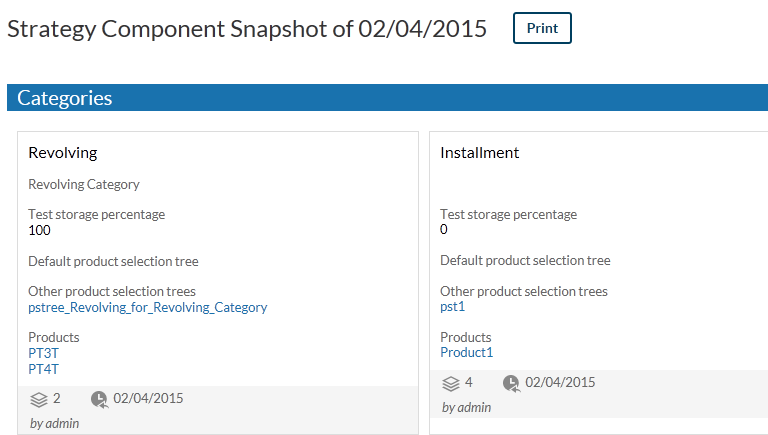 Strategy Component Snapshot of 02/04/2015
Print
Categories
Revolving
Revolving Category
Test storage percentage
100
Default product selection tree
Other product selection trees
pstree_Revolving_for_Revolving_Category
Products
PT3T
PT4T
2 02/04/2015
by admin
Installment
Test storage percentage
0
Default product selection tree
Other product selection trees
pst1
Products
Product1
4 02/04/2015
by admin